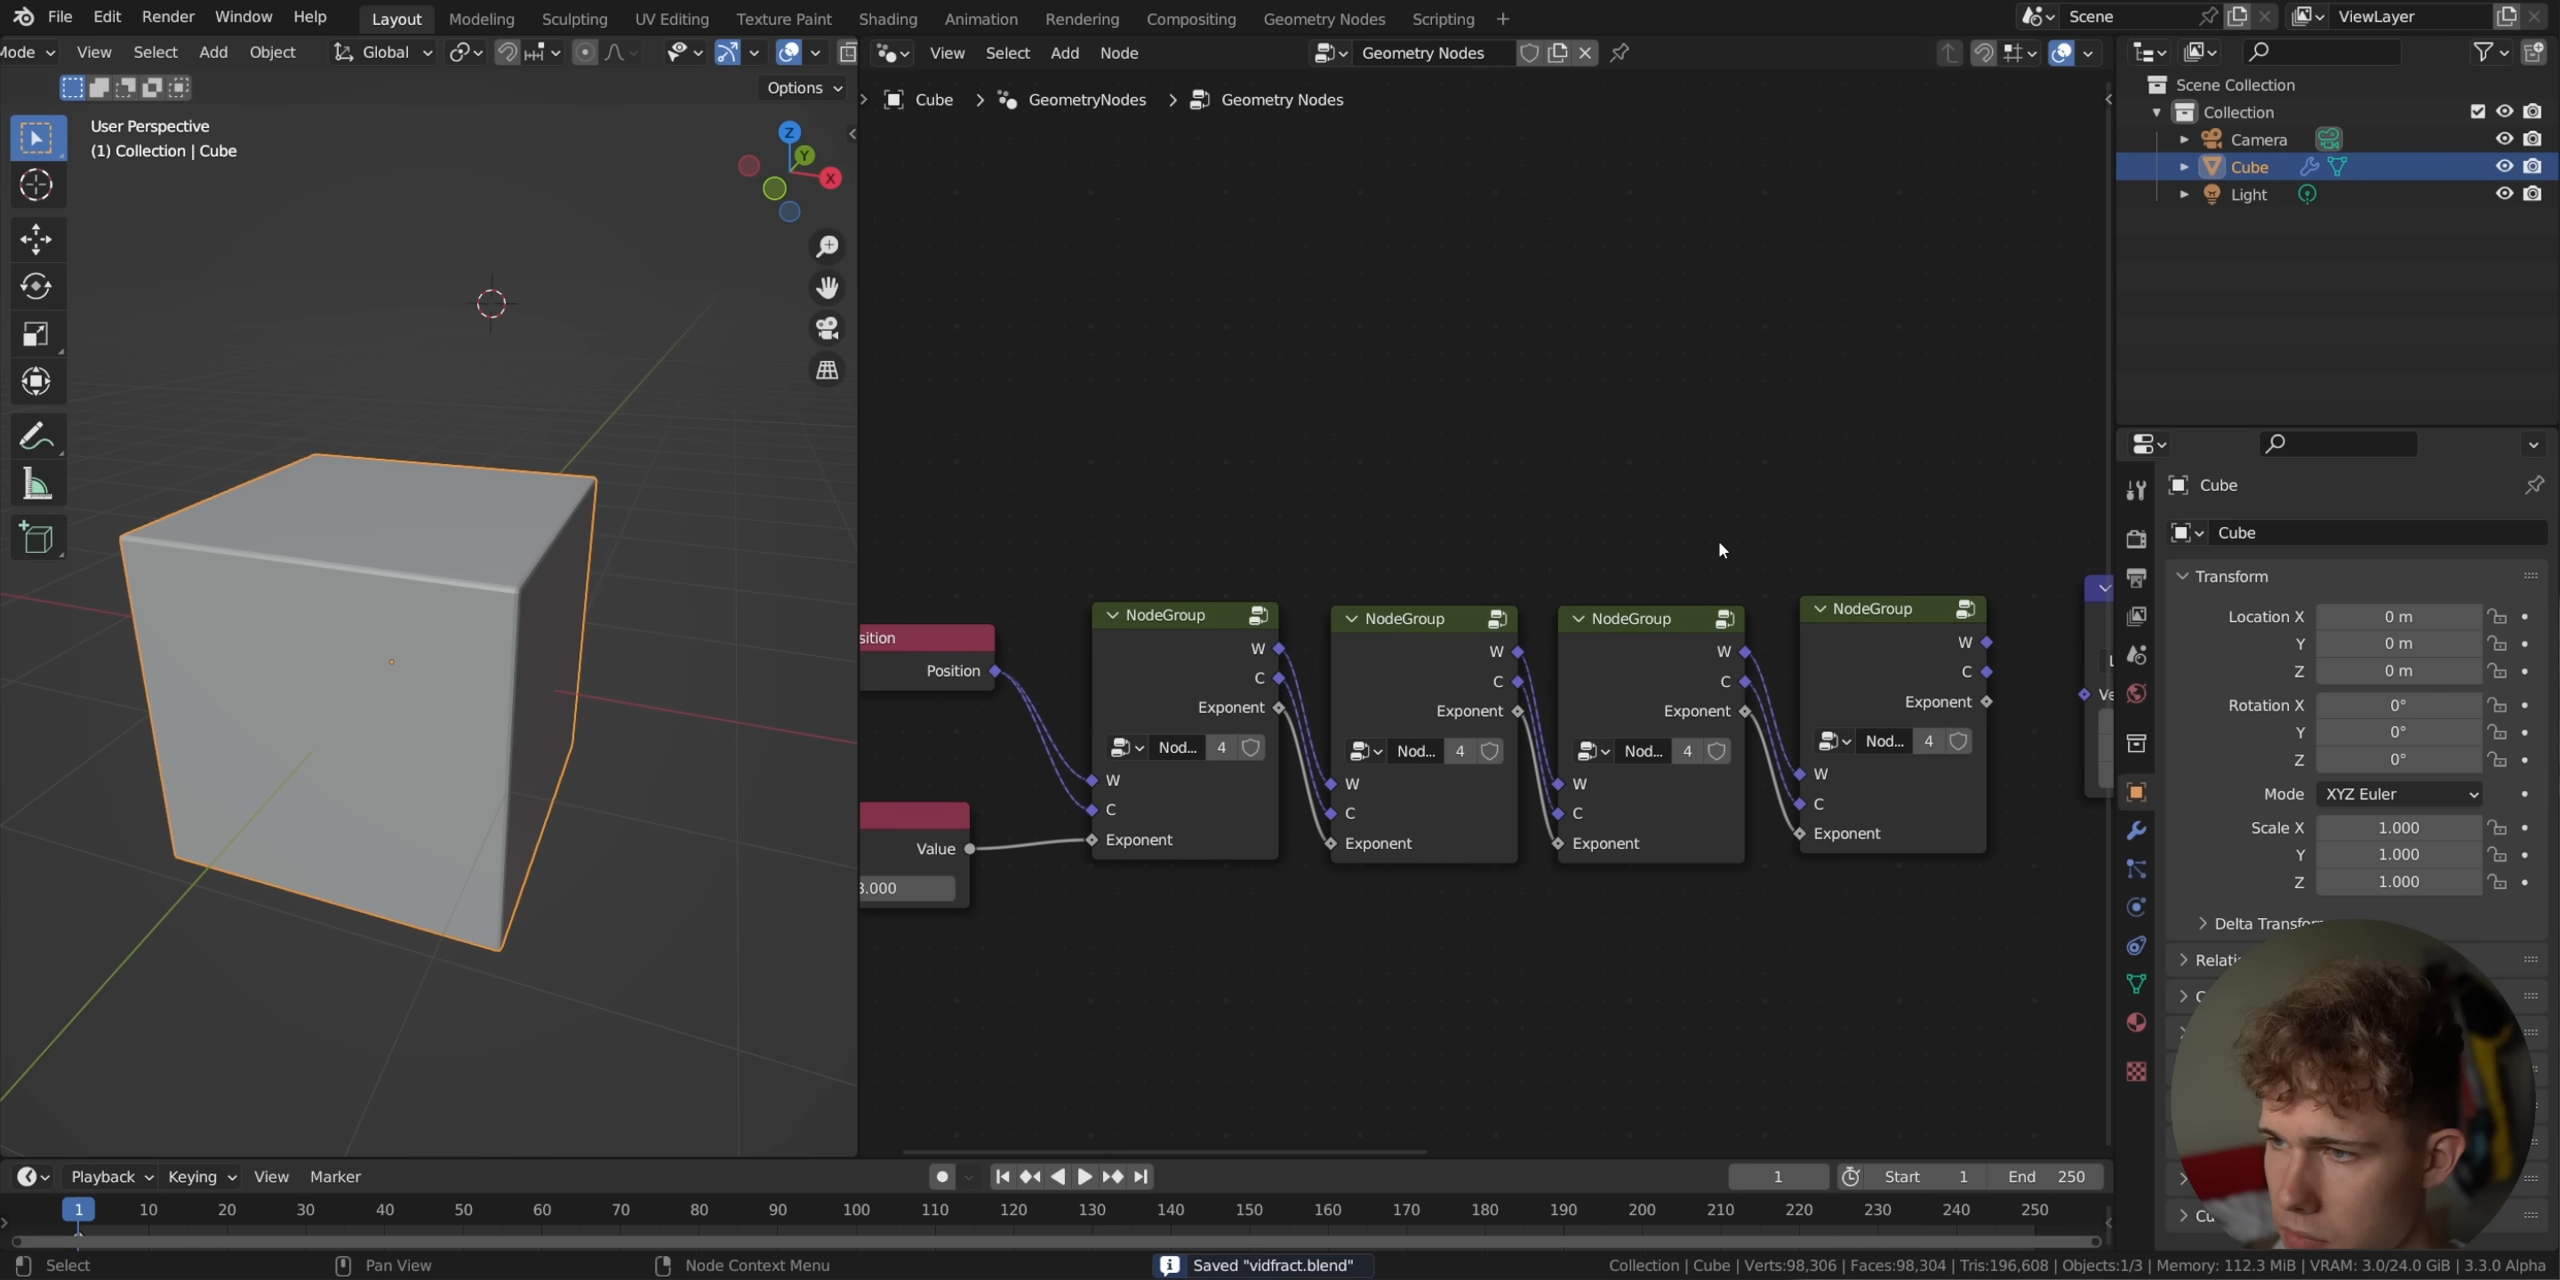 File Edit Render Window Help Layout Modeling Sculpting UV Editing Texture Paint Shading Animation Rendering Compositing Geometry Nodes Scripting + Scene ViewLayer
Mode View Select Add Object Global View Select Add Node Geometry Nodes
Options
Cube > GeometryNodes > Geometry Nodes
User Perspective
(1) Collection | Cube
Z
Y
X
Scene Collection
Collection
Camera
Cube
Light
sition
Position
Value
3.000
NodeGroup
W
C
Exponent
Nod... 4
W
C
Exponent
NodeGroup
W
C
Exponent
Nod... 4
W
C
Exponent
NodeGroup
W
C
Exponent
Nod... 4
W
C
Exponent
NodeGroup
W
C
Exponent
Nod... 4
W
C
Exponent
Ve
Cube
Cube
Transform
Location X 0 m
Y 0 m
Z 0 m
Rotation X 0°
Y 0°
Z 0°
Mode XYZ Euler
Scale X 1.000
Y 1.000
Z 1.000
Delta Transfor
Relati
C
Cu
Playback Keying View Marker 1 Start 1 End 250
1 10 20 30 40 50 60 70 80 90 100 110 120 130 140 150 160 170 180 190 200 210 220 230 240 250
Select Pan View Node Context Menu Saved "vidfract.blend" Collection | Cube | Verts:98,306 | Faces:98,304 | Tris:196,608 | Objects:1/3 | Memory: 112.3 MiB | VRAM: 3.0/24.0 GiB | 3.3.0 Alpha